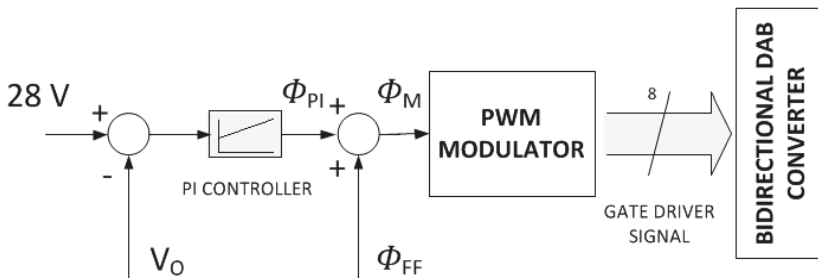 28 V
+
-
V_O
PI CONTROLLER
Φ_PI
+
+
Φ_FF
Φ_M
PWM
MODULATOR
8
GATE DRIVER
SIGNAL
BIDIRECTIONAL DAB
CONVERTER